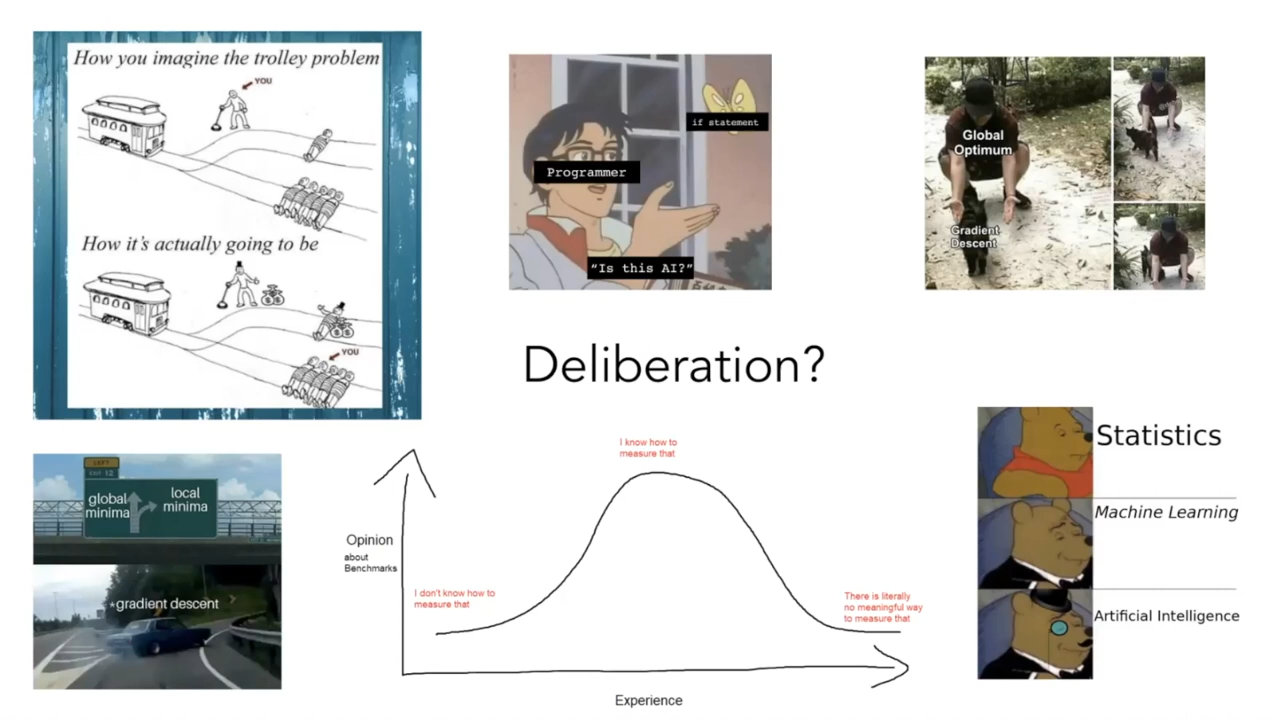 How you imagine the trolley problem
YOU
How it's actually going to be
YOU
if statement
Programmer
"Is this AI?"
Global
Optimum
Gradient
Descent
Deliberation?
LEFT
EXIT 12
global
minima
local
minima
*gradient descent
I know how to
measure that
Opinion
about
Benchmarks
I don't know how to
measure that
There is literally
no meaningful way
to measure that
Experience
Statistics
Machine Learning
Artificial Intelligence